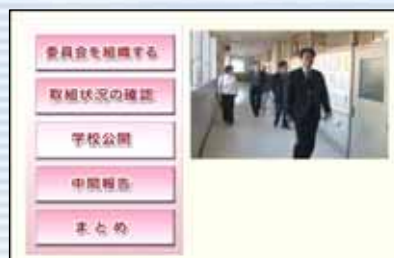 委員会を組織する
取組状況の確認
学校公開
中間報告
まとめ